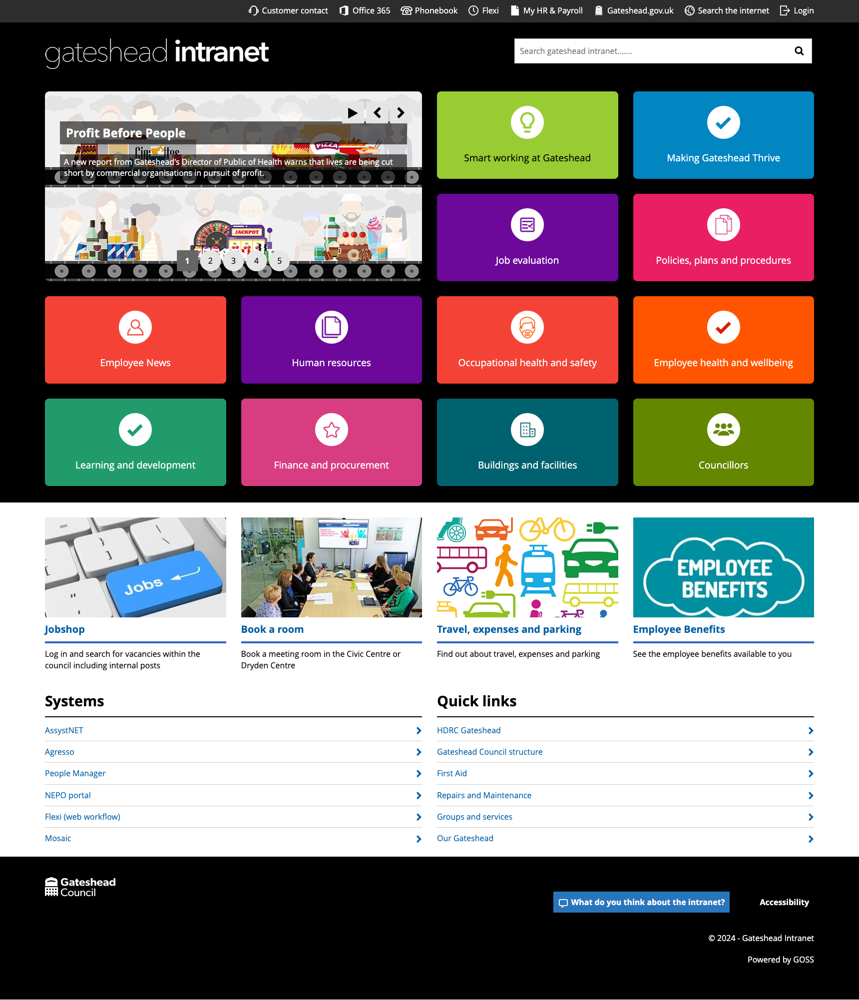 Customer contact
Office 365
Phonebook
Flexi
My HR & Payroll
Gateshead.gov.uk
Search the internet
Login
gateshead intranet
Search gateshead intranet.......
Profit Before People
PIZZA
A new report from Gateshead's Director of Public of Health warns that lives are being cut
short by commercial organisations in pursuit of profit.
JACKPOT
1 2 3 4 5
Smart working at Gateshead
Making Gateshead Thrive
Job evaluation
Policies, plans and procedures
Employee News
Human resources
Occupational health and safety
Employee health and wellbeing
Learning and development
Finance and procurement
Buildings and facilities
Councillors
Jobs
EMPLOYEE
BENEFITS
Jobshop
Log in and search for vacancies within the
council including internal posts
Book a room
Book a meeting room in the Civic Centre or
Dryden Centre
Travel, expenses and parking
Find out about travel, expenses and parking
Employee Benefits
See the employee benefits available to you
Systems
AssystNET
Agresso
People Manager
NEPO portal
Flexi (web workflow)
Mosaic
Quick links
HDRC Gateshead
Gateshead Council structure
First Aid
Repairs and Maintenance
Groups and services
Our Gateshead
Gateshead
Council
What do you think about the intranet?
Accessibility
© 2024 - Gateshead Intranet
Powered by GOSS